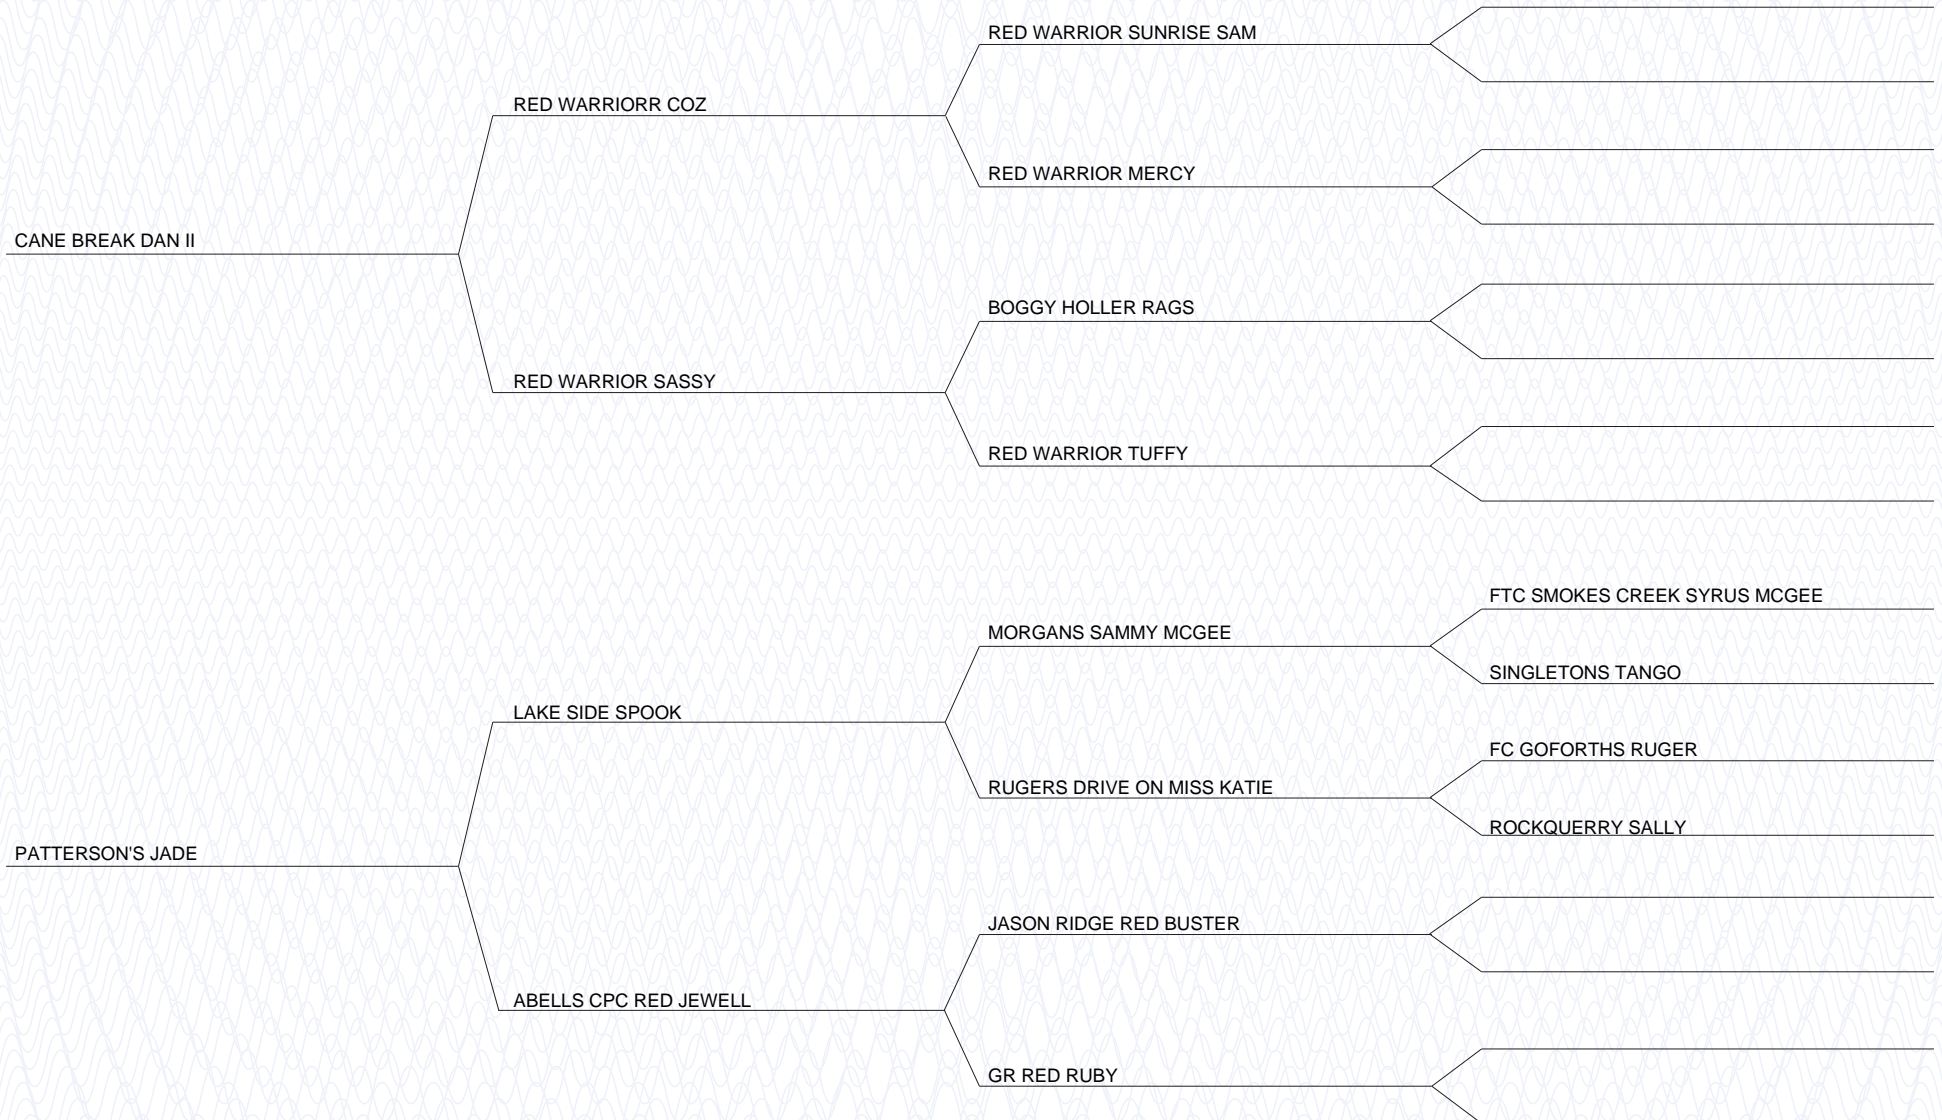 RED WARRIOR SUNRISE SAM
RED WARRIORR COZ
RED WARRIOR MERCY
CANE BREAK DAN II
BOGGY HOLLER RAGS
RED WARRIOR SASSY
RED WARRIOR TUFFY
FTC SMOKES CREEK SYRUS MCGEE
MORGANS SAMMY MCGEE
SINGLETONS TANGO
LAKE SIDE SPOOK
FC GOFORTHS RUGER
RUGERS DRIVE ON MISS KATIE
ROCKQUERRY SALLY
PATTERSON'S JADE
JASON RIDGE RED BUSTER
ABELLS CPC RED JEWELL
GR RED RUBY